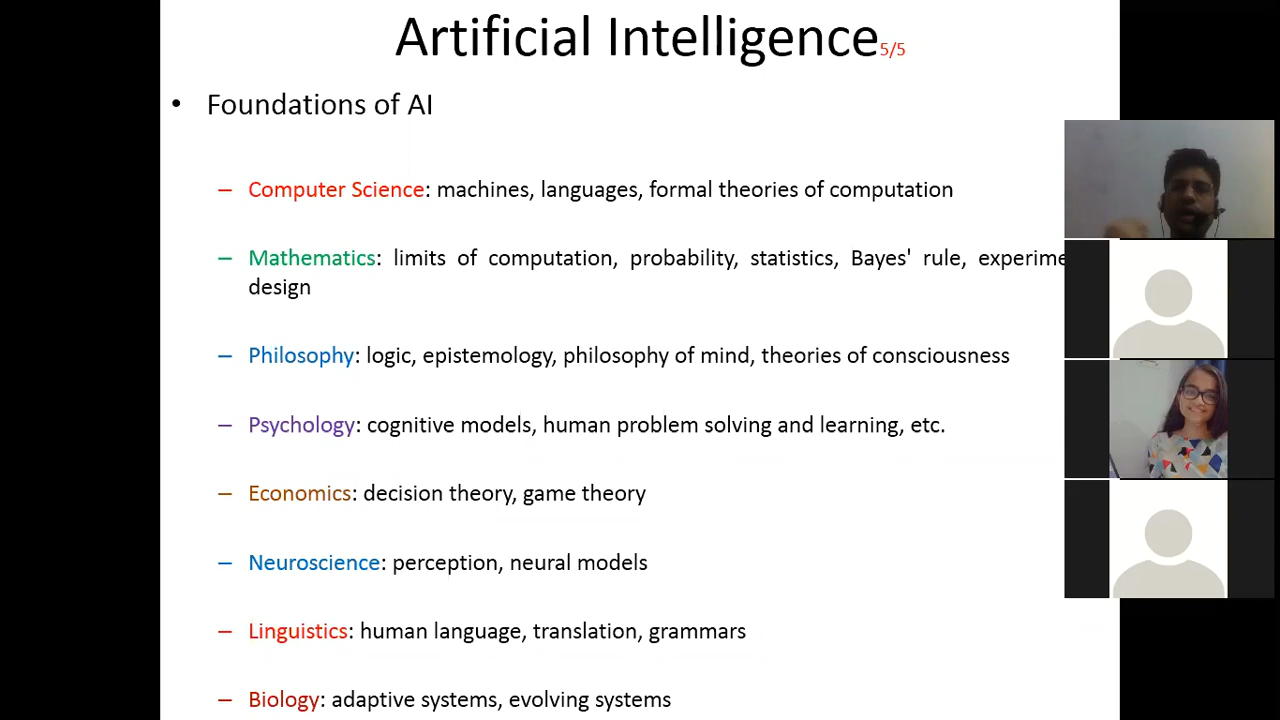 Artificial Intelligence5/5
• Foundations of AI
– Computer Science: machines, languages, formal theories of computation
– Mathematics: limits of computation, probability, statistics, Bayes' rule,
design
– Philosophy: logic, epistemology, philosophy of mind, theories of consciousness
– Psychology: cognitive models, human problem solving and learning, etc.
– Economics: decision theory, game theory
– Neuroscience: perception, neural models
– Linguistics: human language, translation, grammars
– Biology: adaptive systems, evolving systems